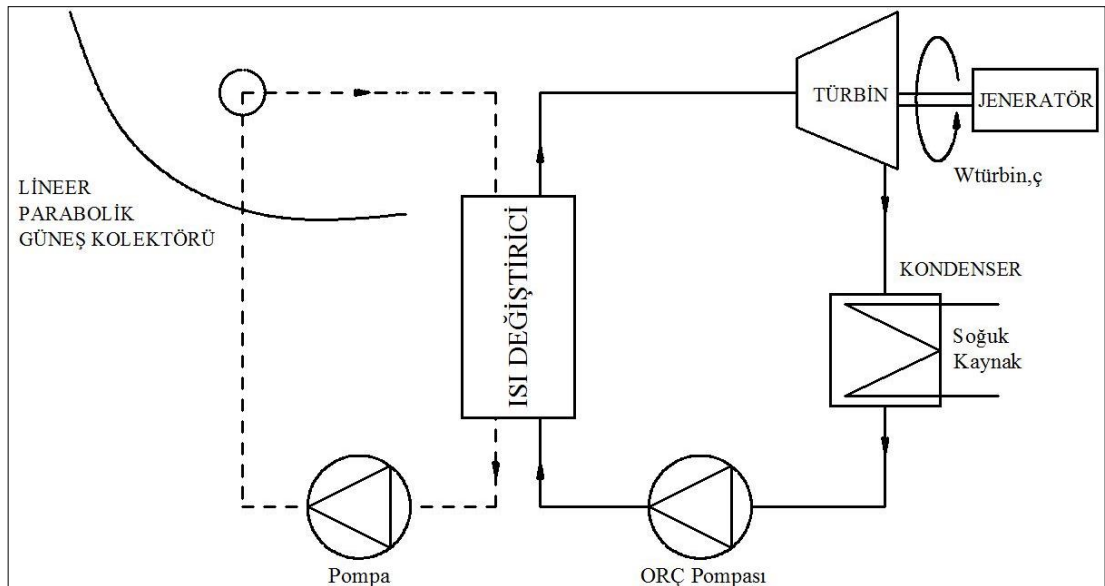 TÜRBİN
JENERATÖR
Wtürbin,ç
LİNEER
PARABOLİK
GÜNEŞ KOLEKTÖRÜ
ISI DEĞİŞTİRİCİ
KONDENSER
Soğuk
Kaynak
Pompa
ORÇ Pompası